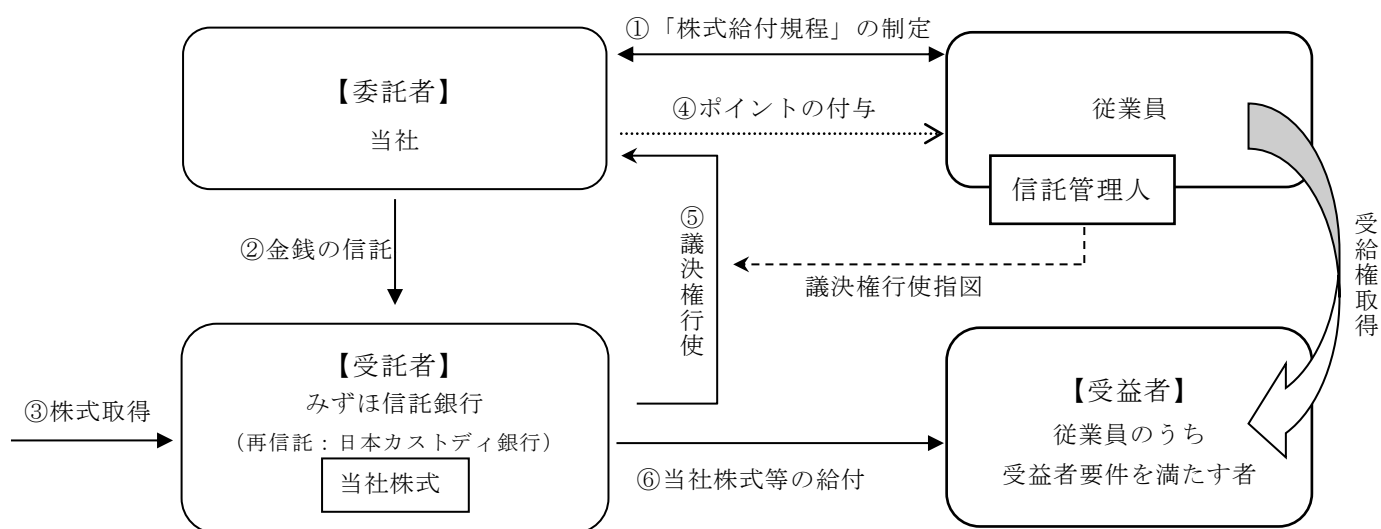 ①「株式給付規程」の制定
【委託者】
当社
④ポイントの付与
従業員
信託管理人
②金銭の信託
⑤議決権行使
議決権行使指図
受給権取得
③株式取得
【受託者】
みずほ信託銀行
(再信託：日本カストディ銀行)
当社株式
⑥当社株式等の給付
【受益者】
従業員のうち
受益者要件を満たす者